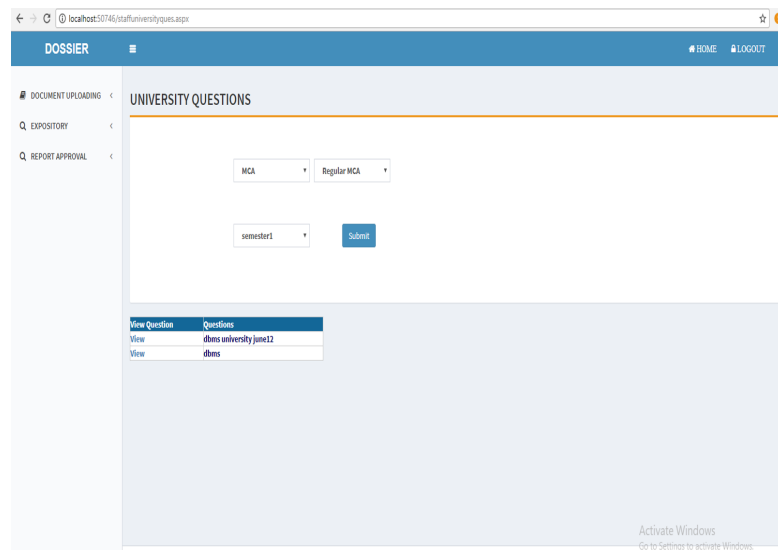 localhost:50746/staffuniversityques.aspx
DOSSIER
HOME LOGOUT
DOCUMENT UPLOADING
EXPOSITORY
REPORT APPROVAL
UNIVERSITY QUESTIONS
MCA Regular MCA
semester1 Submit
View Question Questions
View dbms university june12
View dbms
Activate Windows
Go to Settings to activate Windows.